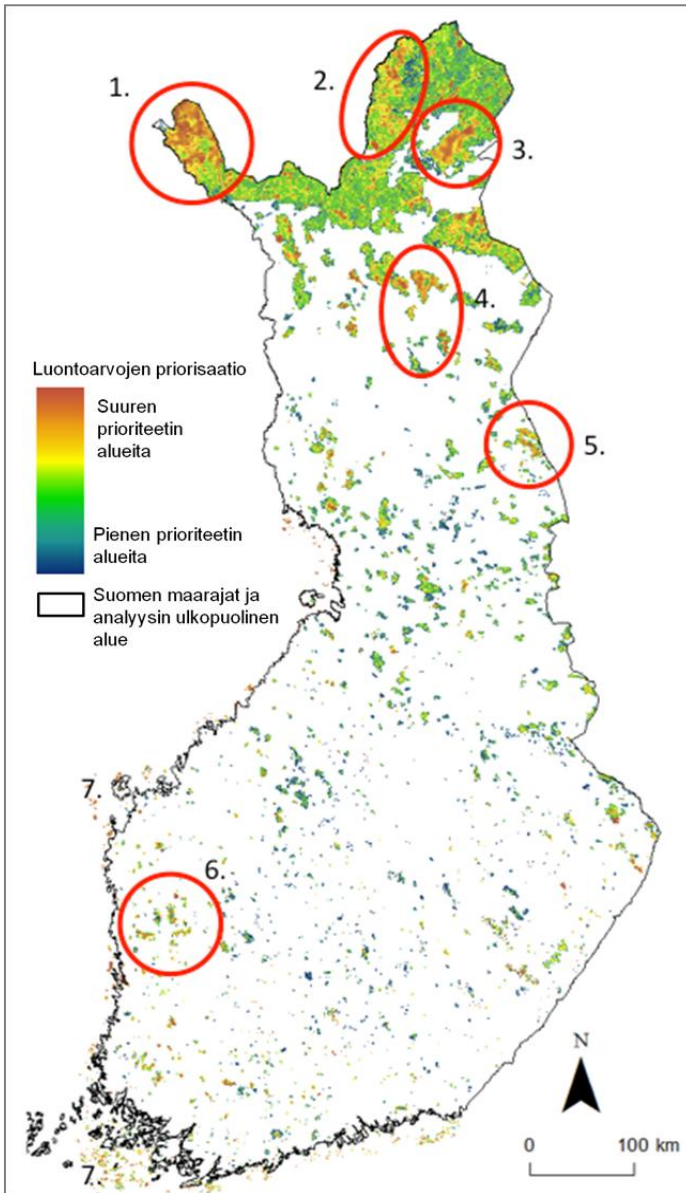 1.
2.
3.
4.
Luontoarvojen priorisaatio
Suuren
prioriteetin
alueita
5.
Pienen prioriteetin
alueita
Suomen maarajat ja
analyysin ulkopuolinen
alue
7.
6.
N
0 100 km
7.